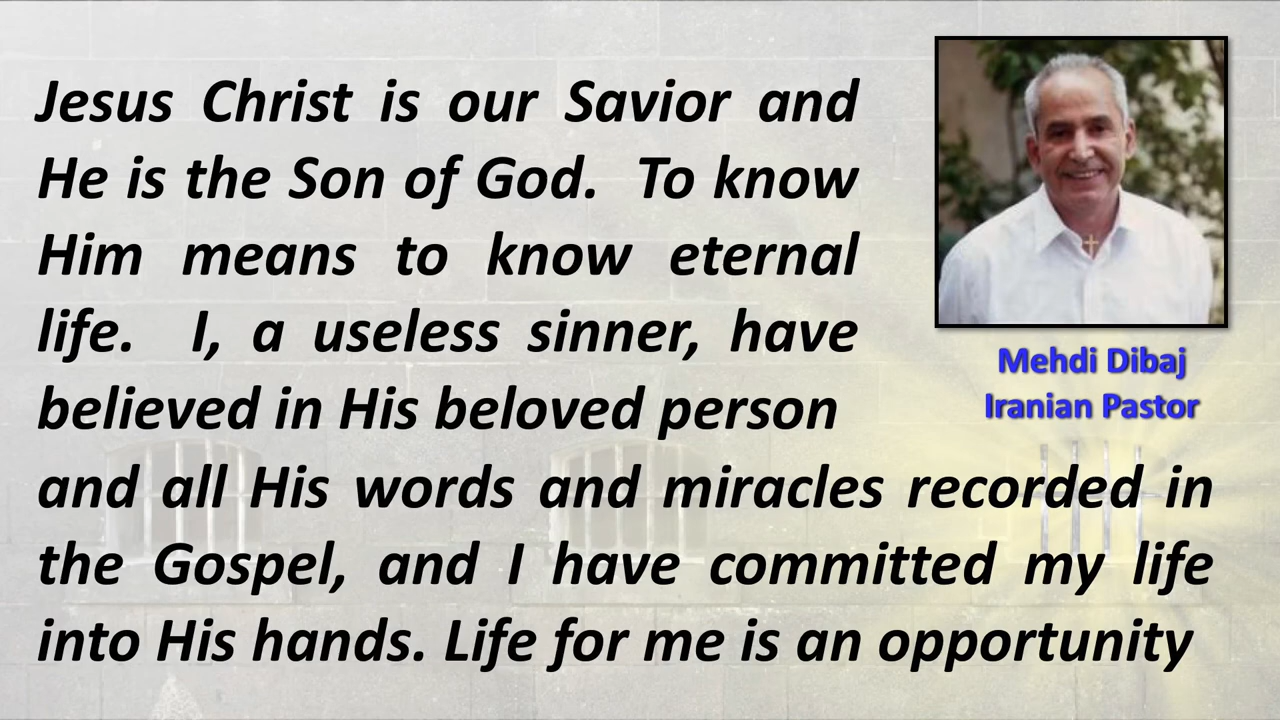 Jesus Christ is our Savior and
He is the Son of God.  To know
Him means to know eternal
life.  I, a useless sinner, have
believed in His beloved person
and all His words and miracles recorded in
the Gospel, and I have committed my life
into His hands. Life for me is an opportunity
Mehdi Dibaj
Iranian Pastor